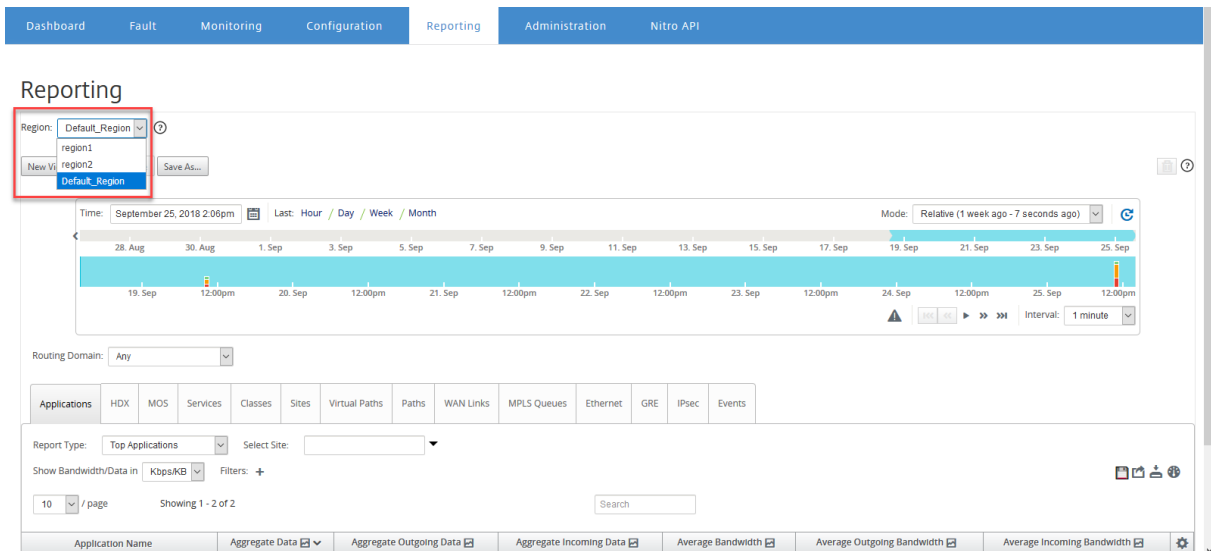 Dashboard Fault Monitoring Configuration Reporting Administration Nitro API
Reporting
Region: Default_Region
region1
New Vi region2 Save As...
Default_Region
Time: September 25, 2018 2:06pm Last: Hour / Day / Week / Month Mode: Relative (1 week ago - 7 seconds ago)
28. Aug 30. Aug 1. Sep 3. Sep 5. Sep 7. Sep 9. Sep 11. Sep 13. Sep 15. Sep 17. Sep 19. Sep 21. Sep 23. Sep 25. Sep
19. Sep 12:00pm 20. Sep 12:00pm 21. Sep 12:00pm 22. Sep 12:00pm 23. Sep 12:00pm 24. Sep 12:00pm 25. Sep 12:00pm
Interval: 1 minute
Routing Domain: Any
Applications HDX MOS Services Classes Sites Virtual Paths Paths WAN Links MPLS Queues Ethernet GRE IPsec Events
Report Type: Top Applications Select Site:
Show Bandwidth/Data in Kbps/KB Filters: +
10 / page Showing 1 - 2 of 2 Search
Application Name Aggregate Data Aggregate Outgoing Data Aggregate Incoming Data Average Bandwidth Average Outgoing Bandwidth Average Incoming Bandwidth